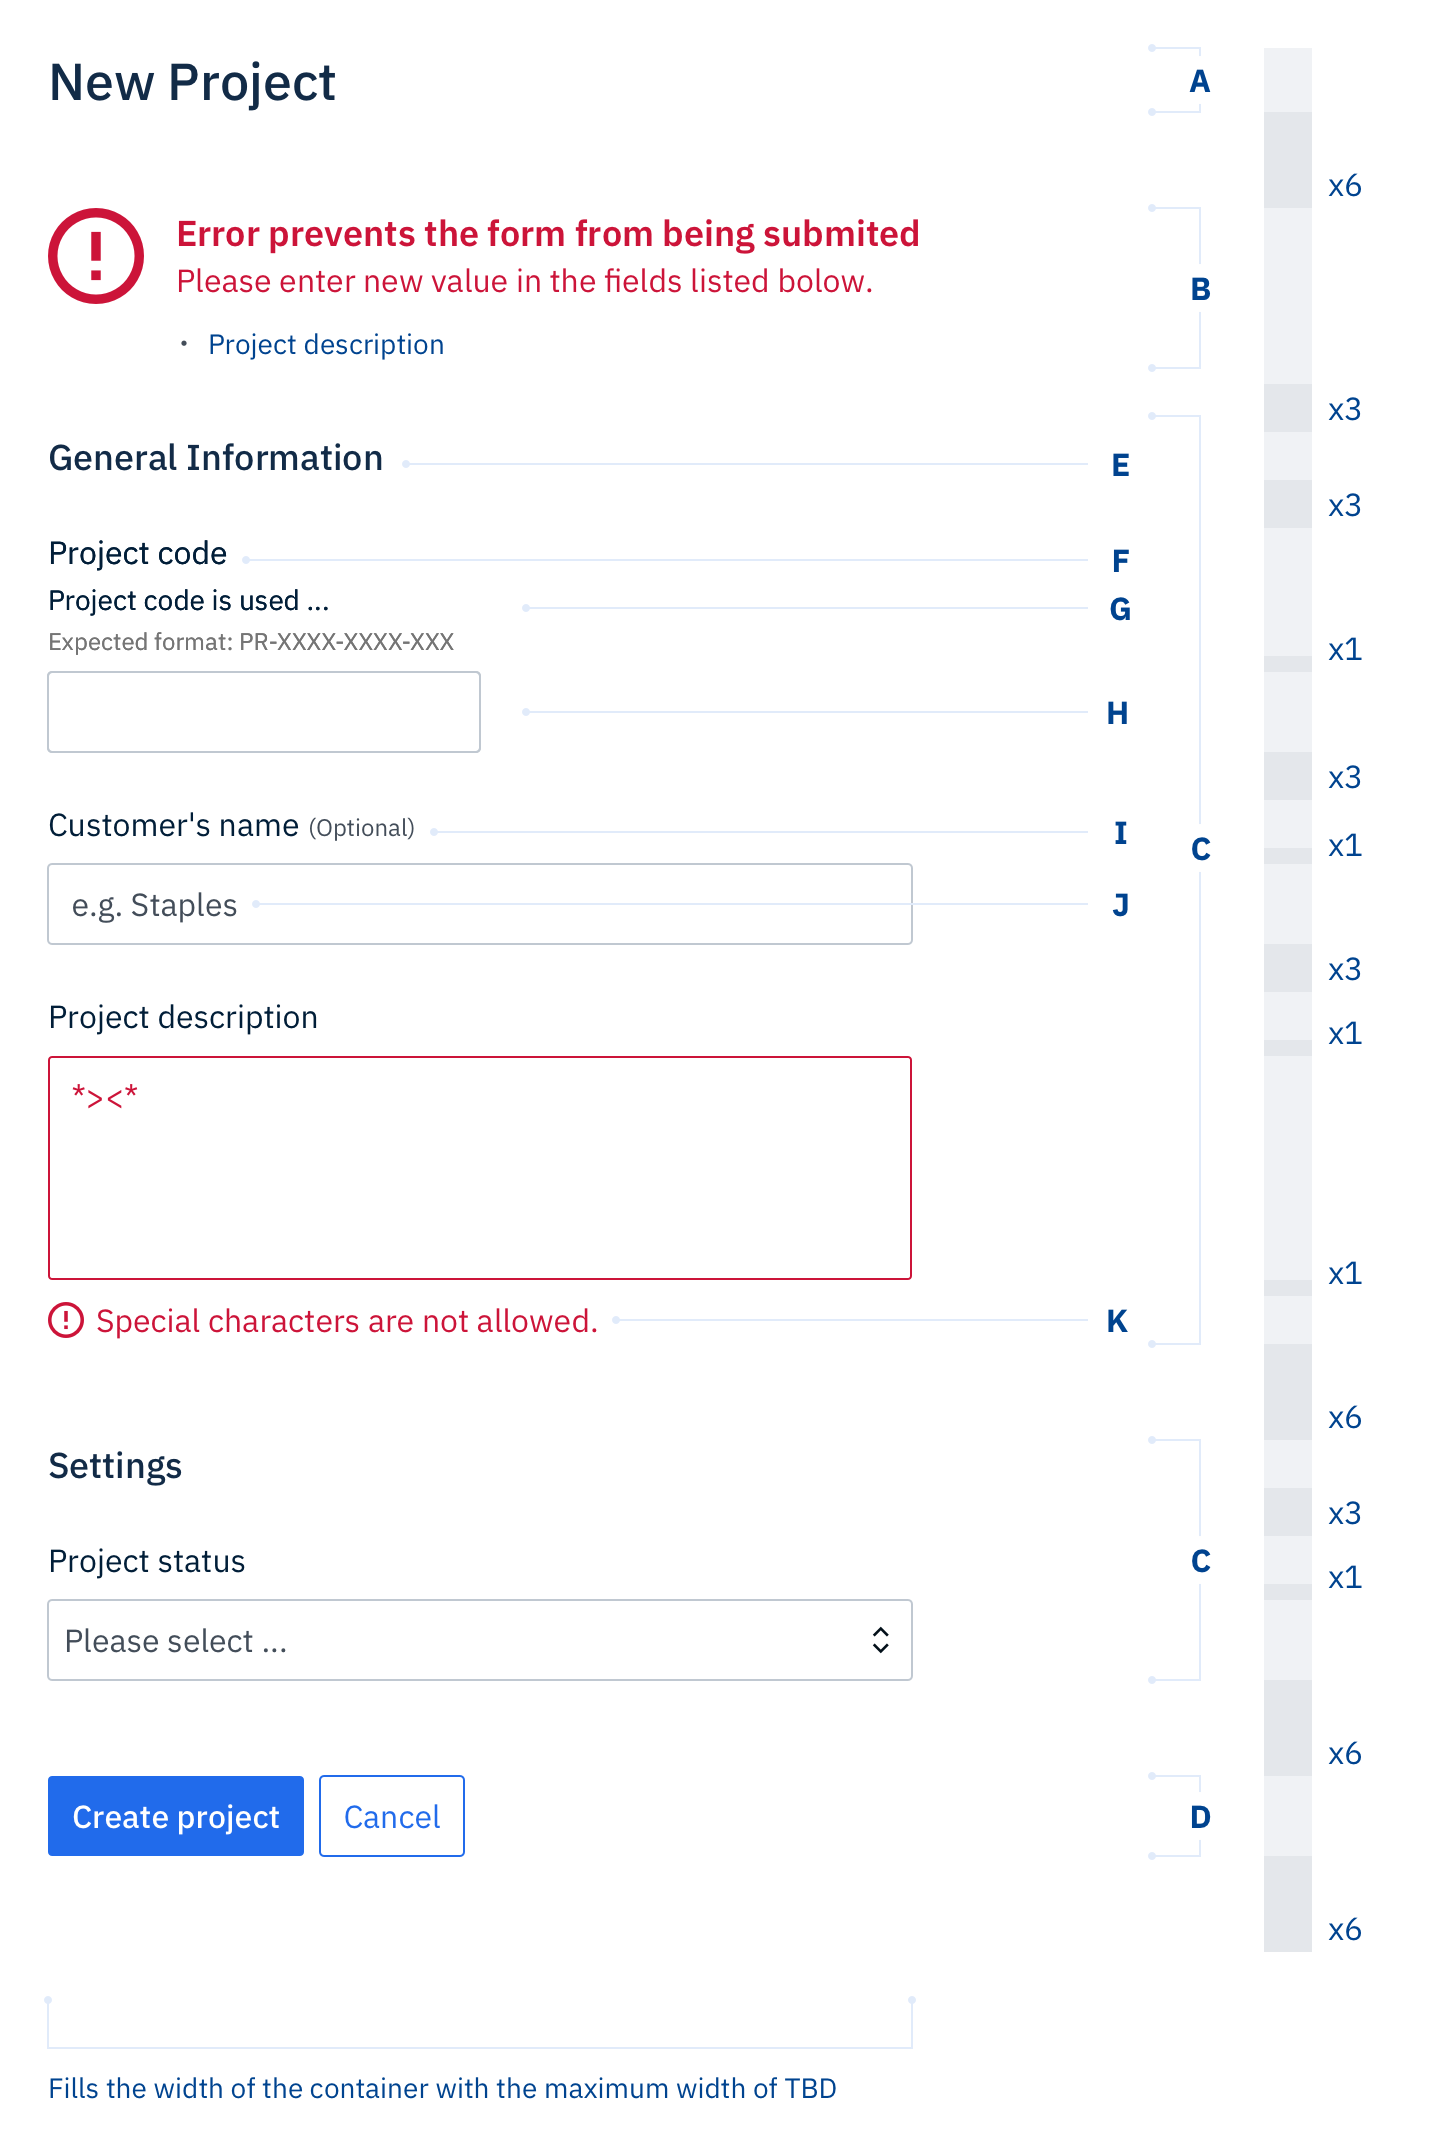 New Project
A
x6
Error prevents the form from being submited
Please enter new value in the fields listed bolow.
B
• Project description
x3
General Information
E
x3
Project code
F
Project code is used ...
G
Expected format: PR-XXXX-XXXX-XXX
x1
H
x3
Customer's name (Optional)
I
C
x1
e.g. Staples
J
x3
Project description
x1
*><*
x1
Special characters are not allowed.
K
x6
Settings
x3
Project status
C
x1
Please select ...
x6
Create project
Cancel
D
x6
Fills the width of the container with the maximum width of TBD